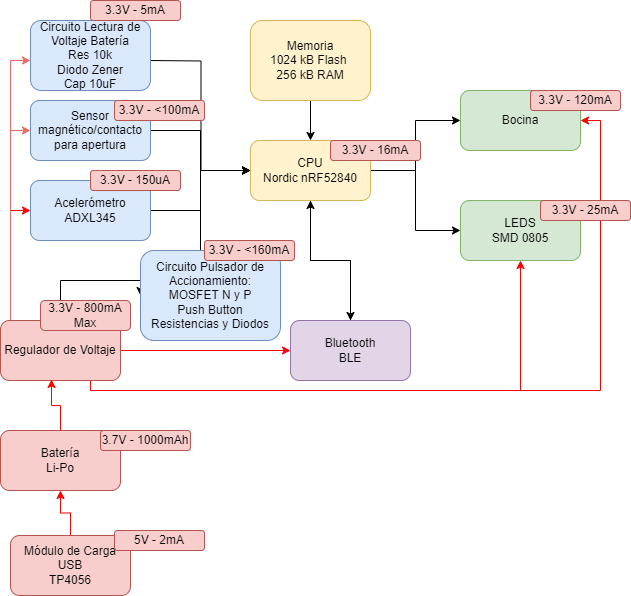 3.3V - 5mA
Circuito Lectura de
Voltaje Batería
Res 10k
Diodo Zener
Cap 10uF
Memoria
1024 kB Flash
256 kB RAM
3.3V - <100mA
Sensor
magnético/contacto
para apertura
3.3V - 120mA
Bocina
3.3V - 16mA
CPU
Nordic nRF52840
3.3V - 150uA
Acelerómetro
ADXL345
3.3V - 25mA
LEDS
SMD 0805
3.3V - <160mA
Circuito Pulsador de
Accionamiento:
MOSFET N y P
Push Button
Resistencias y Diodos
3.3V - 800mA
Max
Regulador de Voltaje
Bluetooth
BLE
3.7V - 1000mAh
Batería
Li-Po
5V - 2mA
Módulo de Carga
USB
TP4056